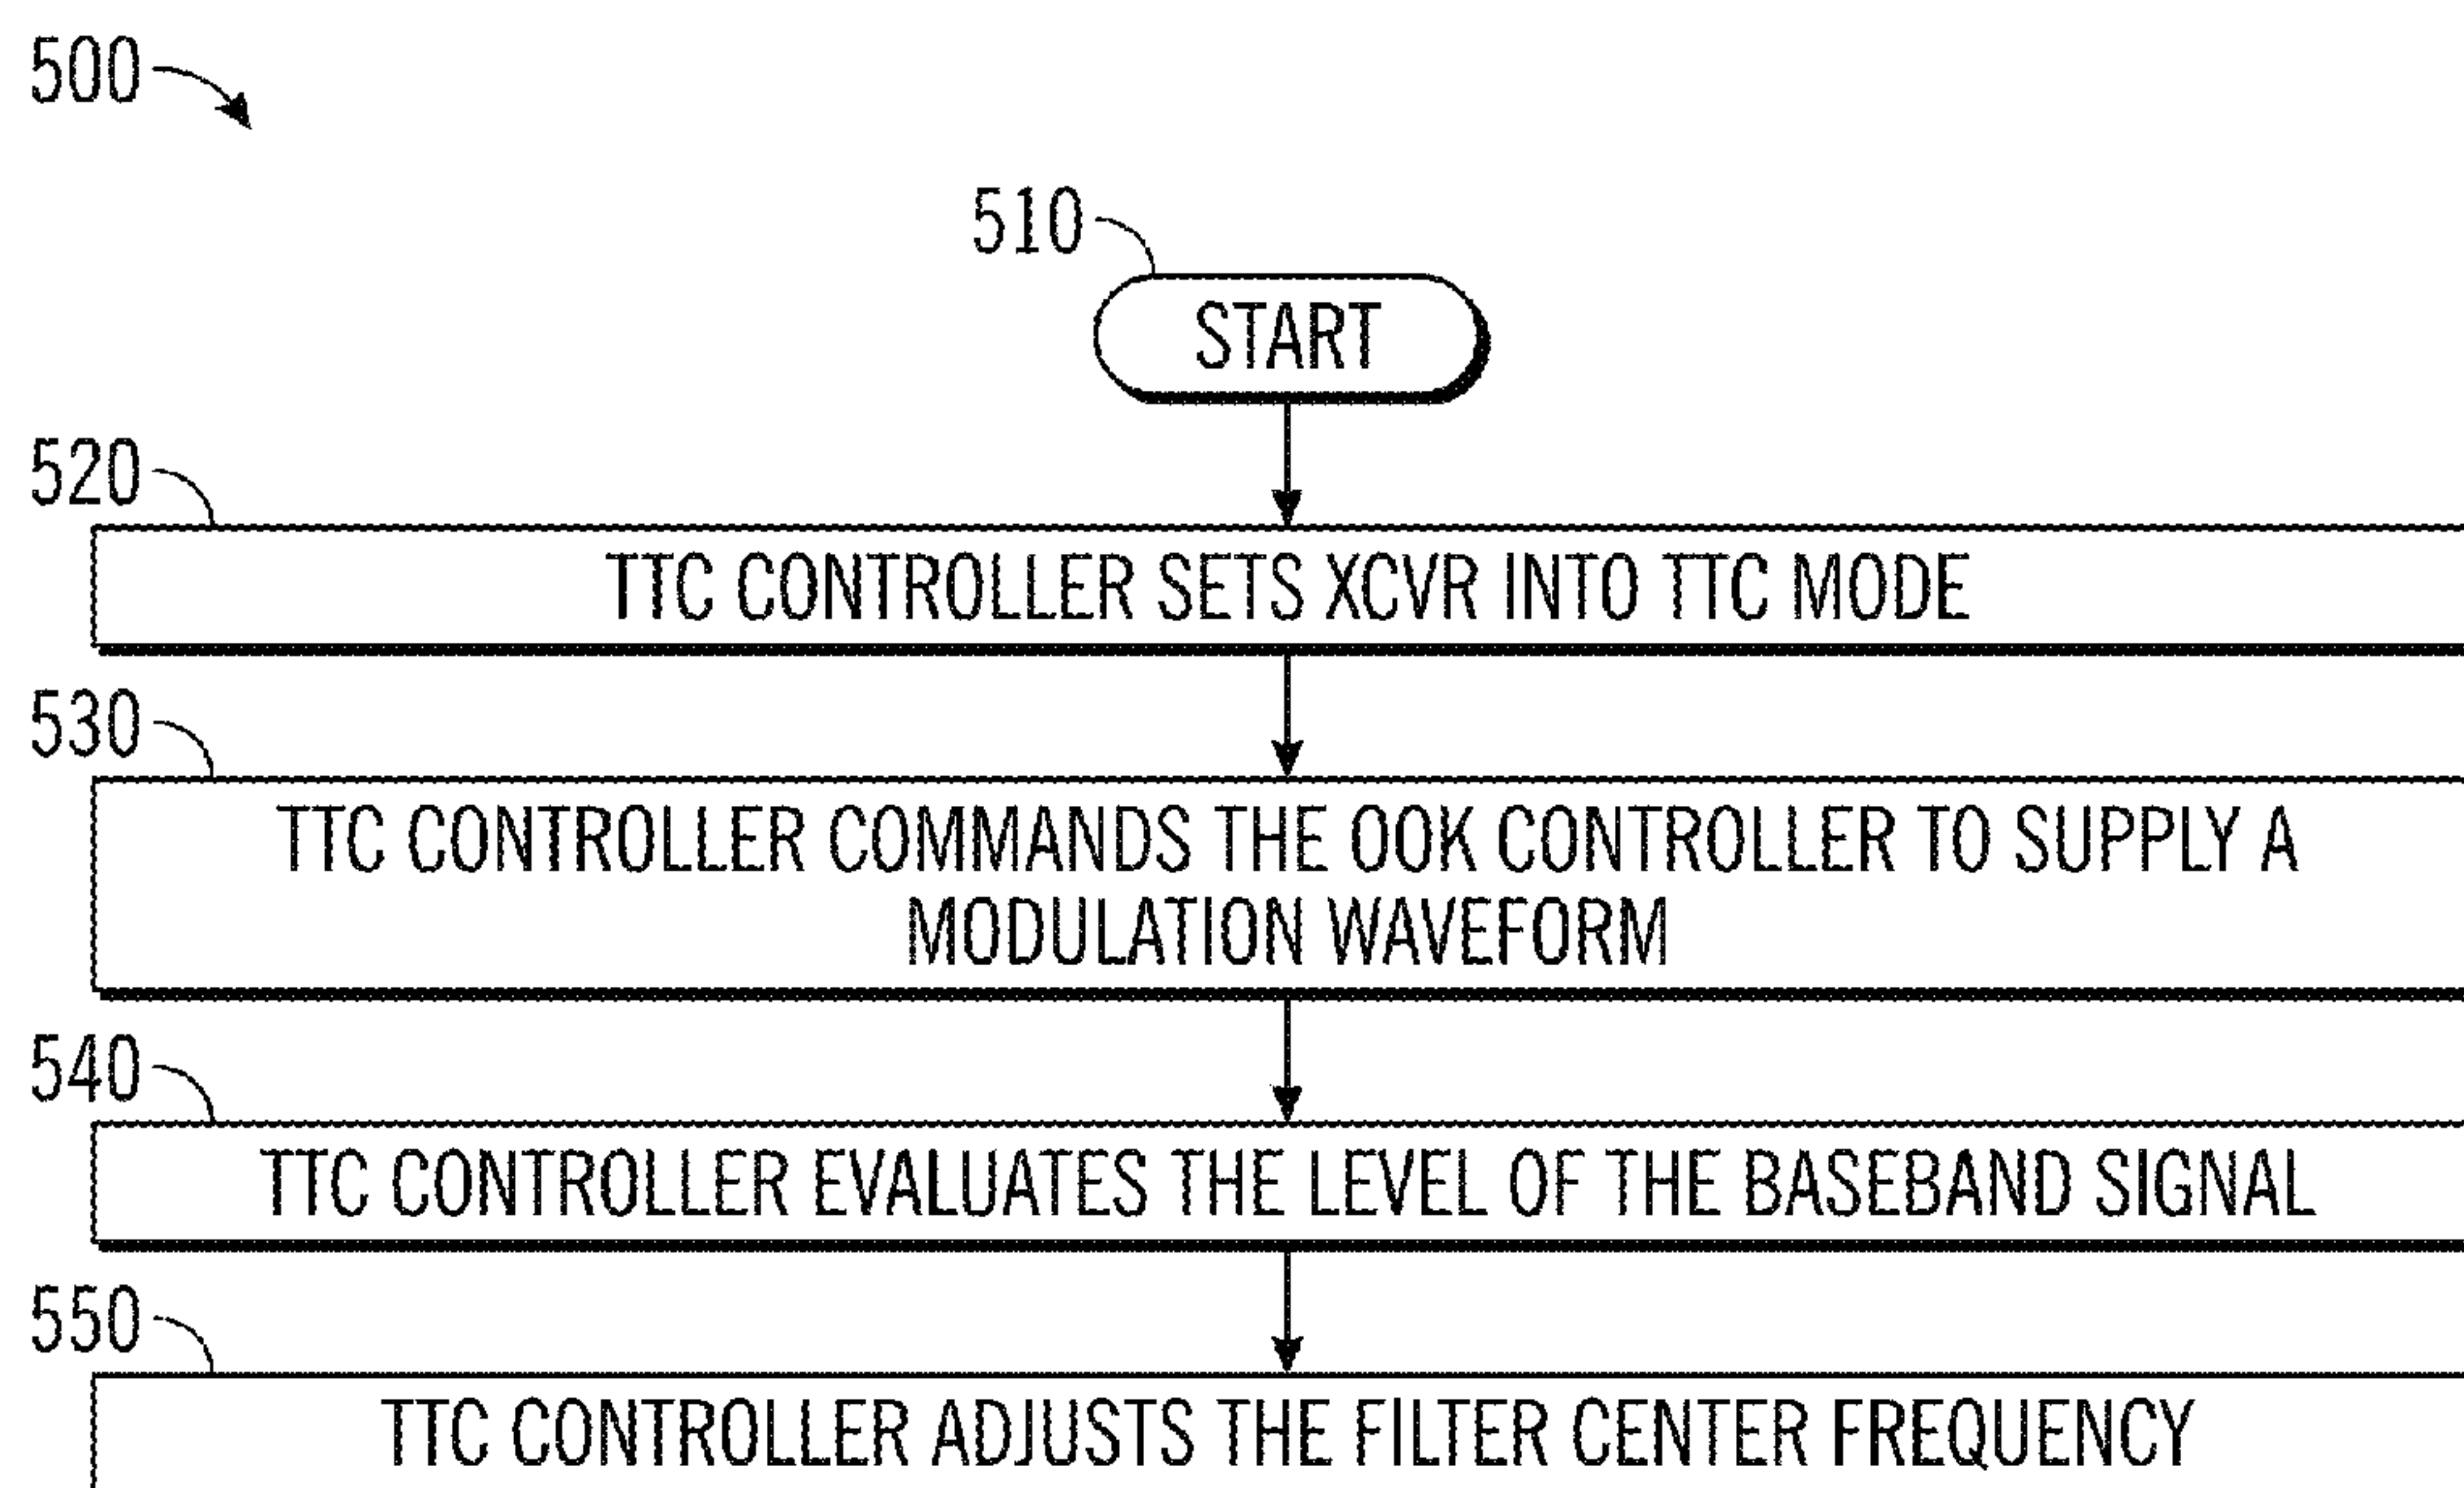 500
510
START
520
TTC CONTROLLER SETS XCVR INTO TTC MODE
530
TTC CONTROLLER COMMANDS THE OOK CONTROLLER TO SUPPLY A
MODULATION WAVEFORM
540
TTC CONTROLLER EVALUATES THE LEVEL OF THE BASEBAND SIGNAL
550
TTC CONTROLLER ADJUSTS THE FILTER CENTER FREQUENCY